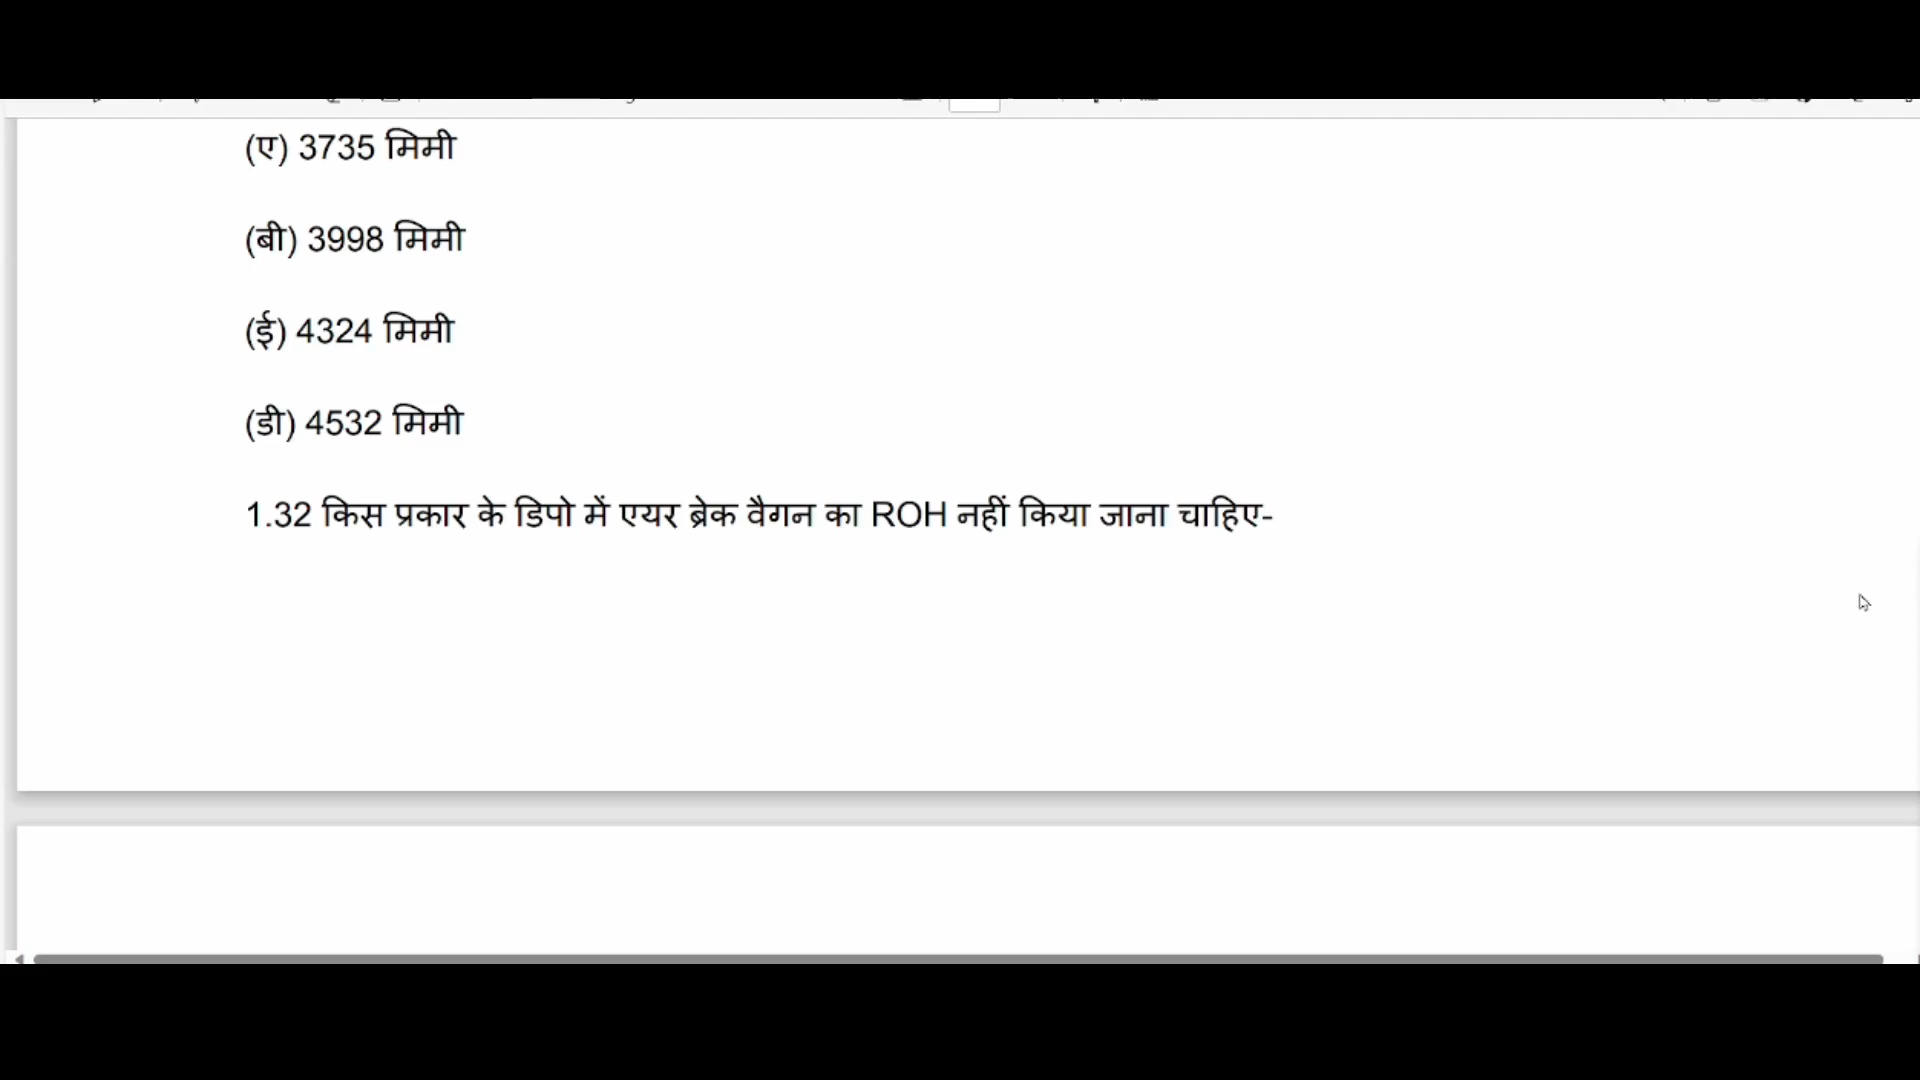 (ए) 3735 मिमी
(बी) 3998 मिमी
(ई) 4324 मिमी
(डी) 4532 मिमी
1.32 किस प्रकार के डिपो में एयर ब्रेक वैगन का ROH नहीं किया जाना चाहिए-